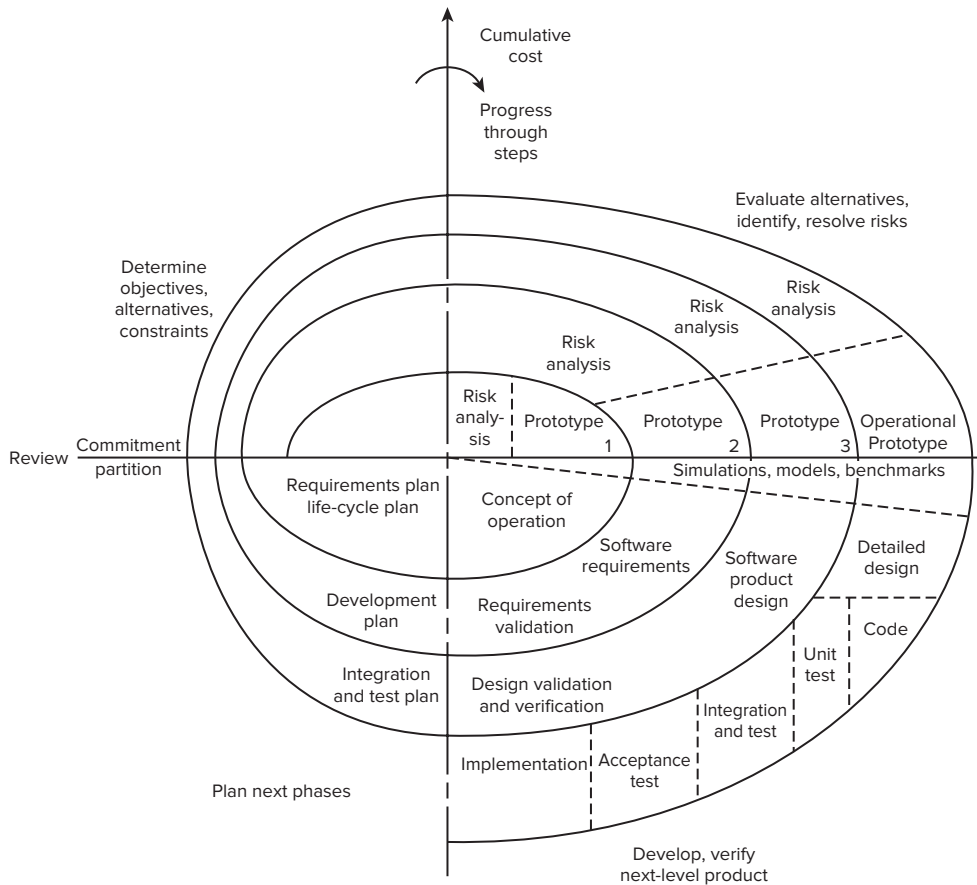 Cumulative
cost
Progress
through
steps
Evaluate alternatives,
identify, resolve risks
Determine
objectives,
alternatives,
constraints
Risk
analysis
Risk
analysis
Risk
analysis
Risk
analy-
sis
Prototype
1
Prototype
2
Prototype
3
Operational
Prototype
Review
Commitment
partition
Simulations, models, benchmarks
Requirements plan
life-cycle plan
Concept of
operation
Software
requirements
Software
product
design
Detailed
design
Development
plan
Requirements
validation
Code
Unit
test
Integration
and test plan
Design validation
and verification
Integration
and test
Acceptance
test
Implementation
Plan next phases
Develop, verify
next-level product